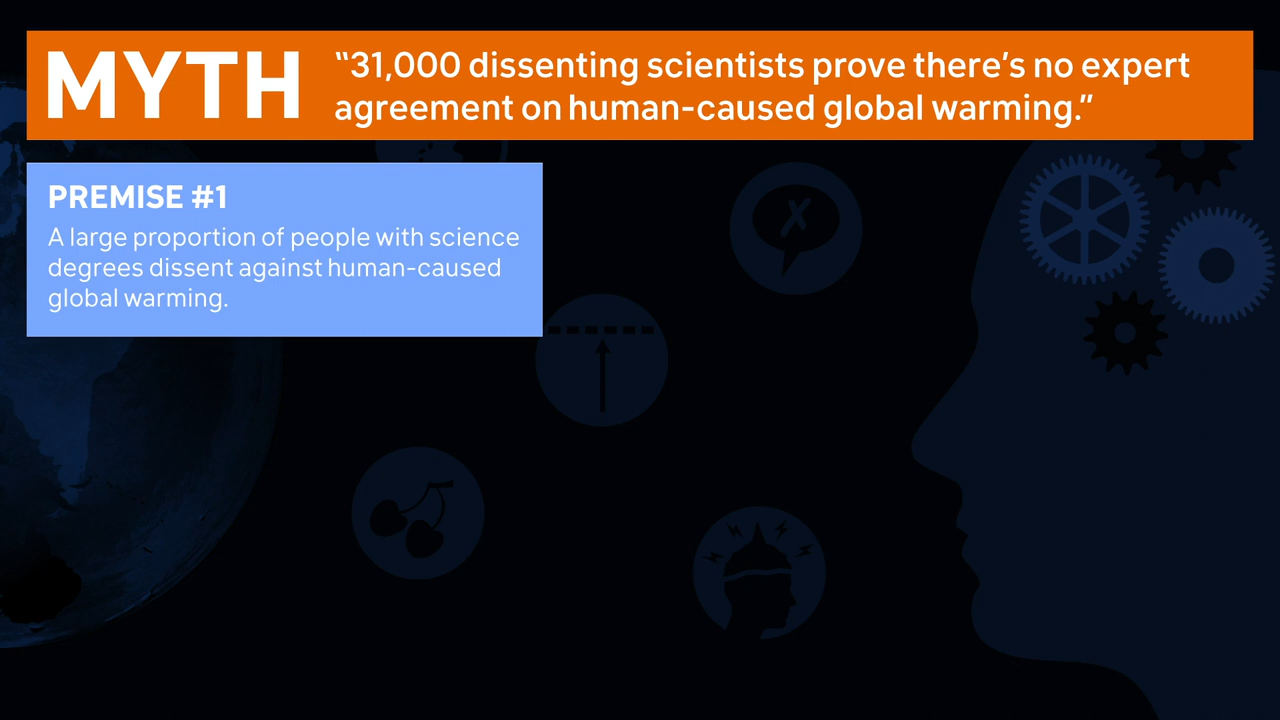 MYTH
“31,000 dissenting scientists prove there’s no expert
agreement on human-caused global warming.”
PREMISE #1
A large proportion of people with science
degrees dissent against human-caused
global warming.